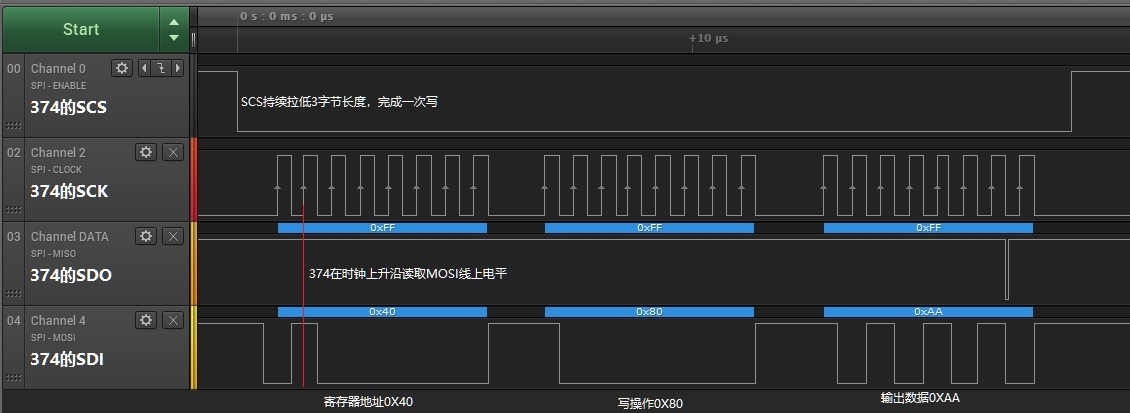 Start
0 s : 0 ms : 0 µs
+10 µs
00
Channel 0
SPI - ENABLE
374的SCS
SCS持续拉低3字节长度，完成一次写
02
Channel 2
SPI - CLOCK
374的SCK
0xFF
0xFF
0xFF
03
Channel DATA
SPI - MISO
374的SDO
374在时钟上升沿读取MOSI线上电平
0x40
0x80
0xAA
04
Channel 4
SPI - MOSI
374的SDI
寄存器地址0X40
写操作0X80
输出数据0XAA